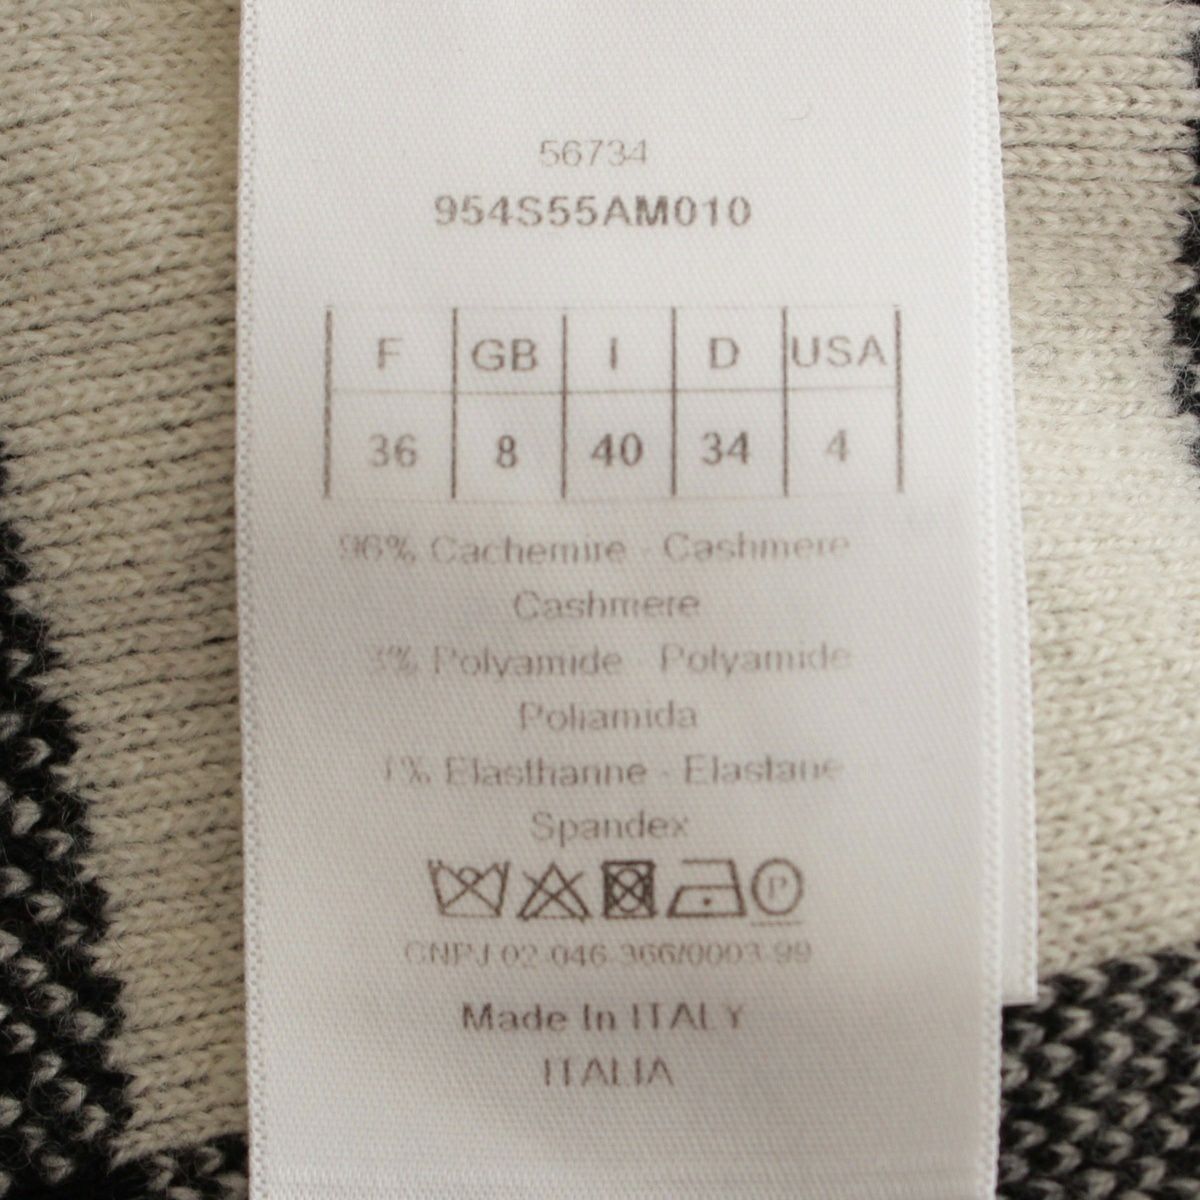 56734
954S55AM010
F GB I D USA
36 8 40 34 4
96% Cachemire - Cashmere
Cashmere
3% Polyamide - Polyamide
Poliamida
1% Elasthanne - Elastane
Spandex
P
CNPJ 02-046-366/0003-99
Made In ITALY
ITALIA